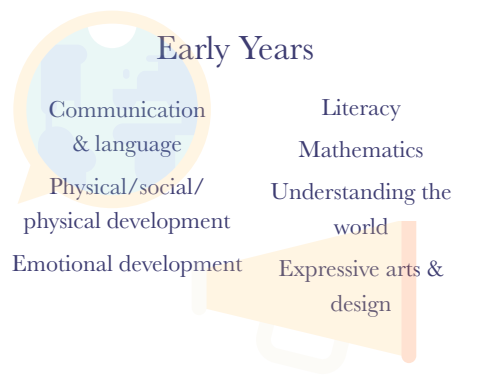 Early Years
Communication
& language
Physical/social/
physical development
Emotional development
Literacy
Mathematics
Understanding the
world
Expressive arts &
design